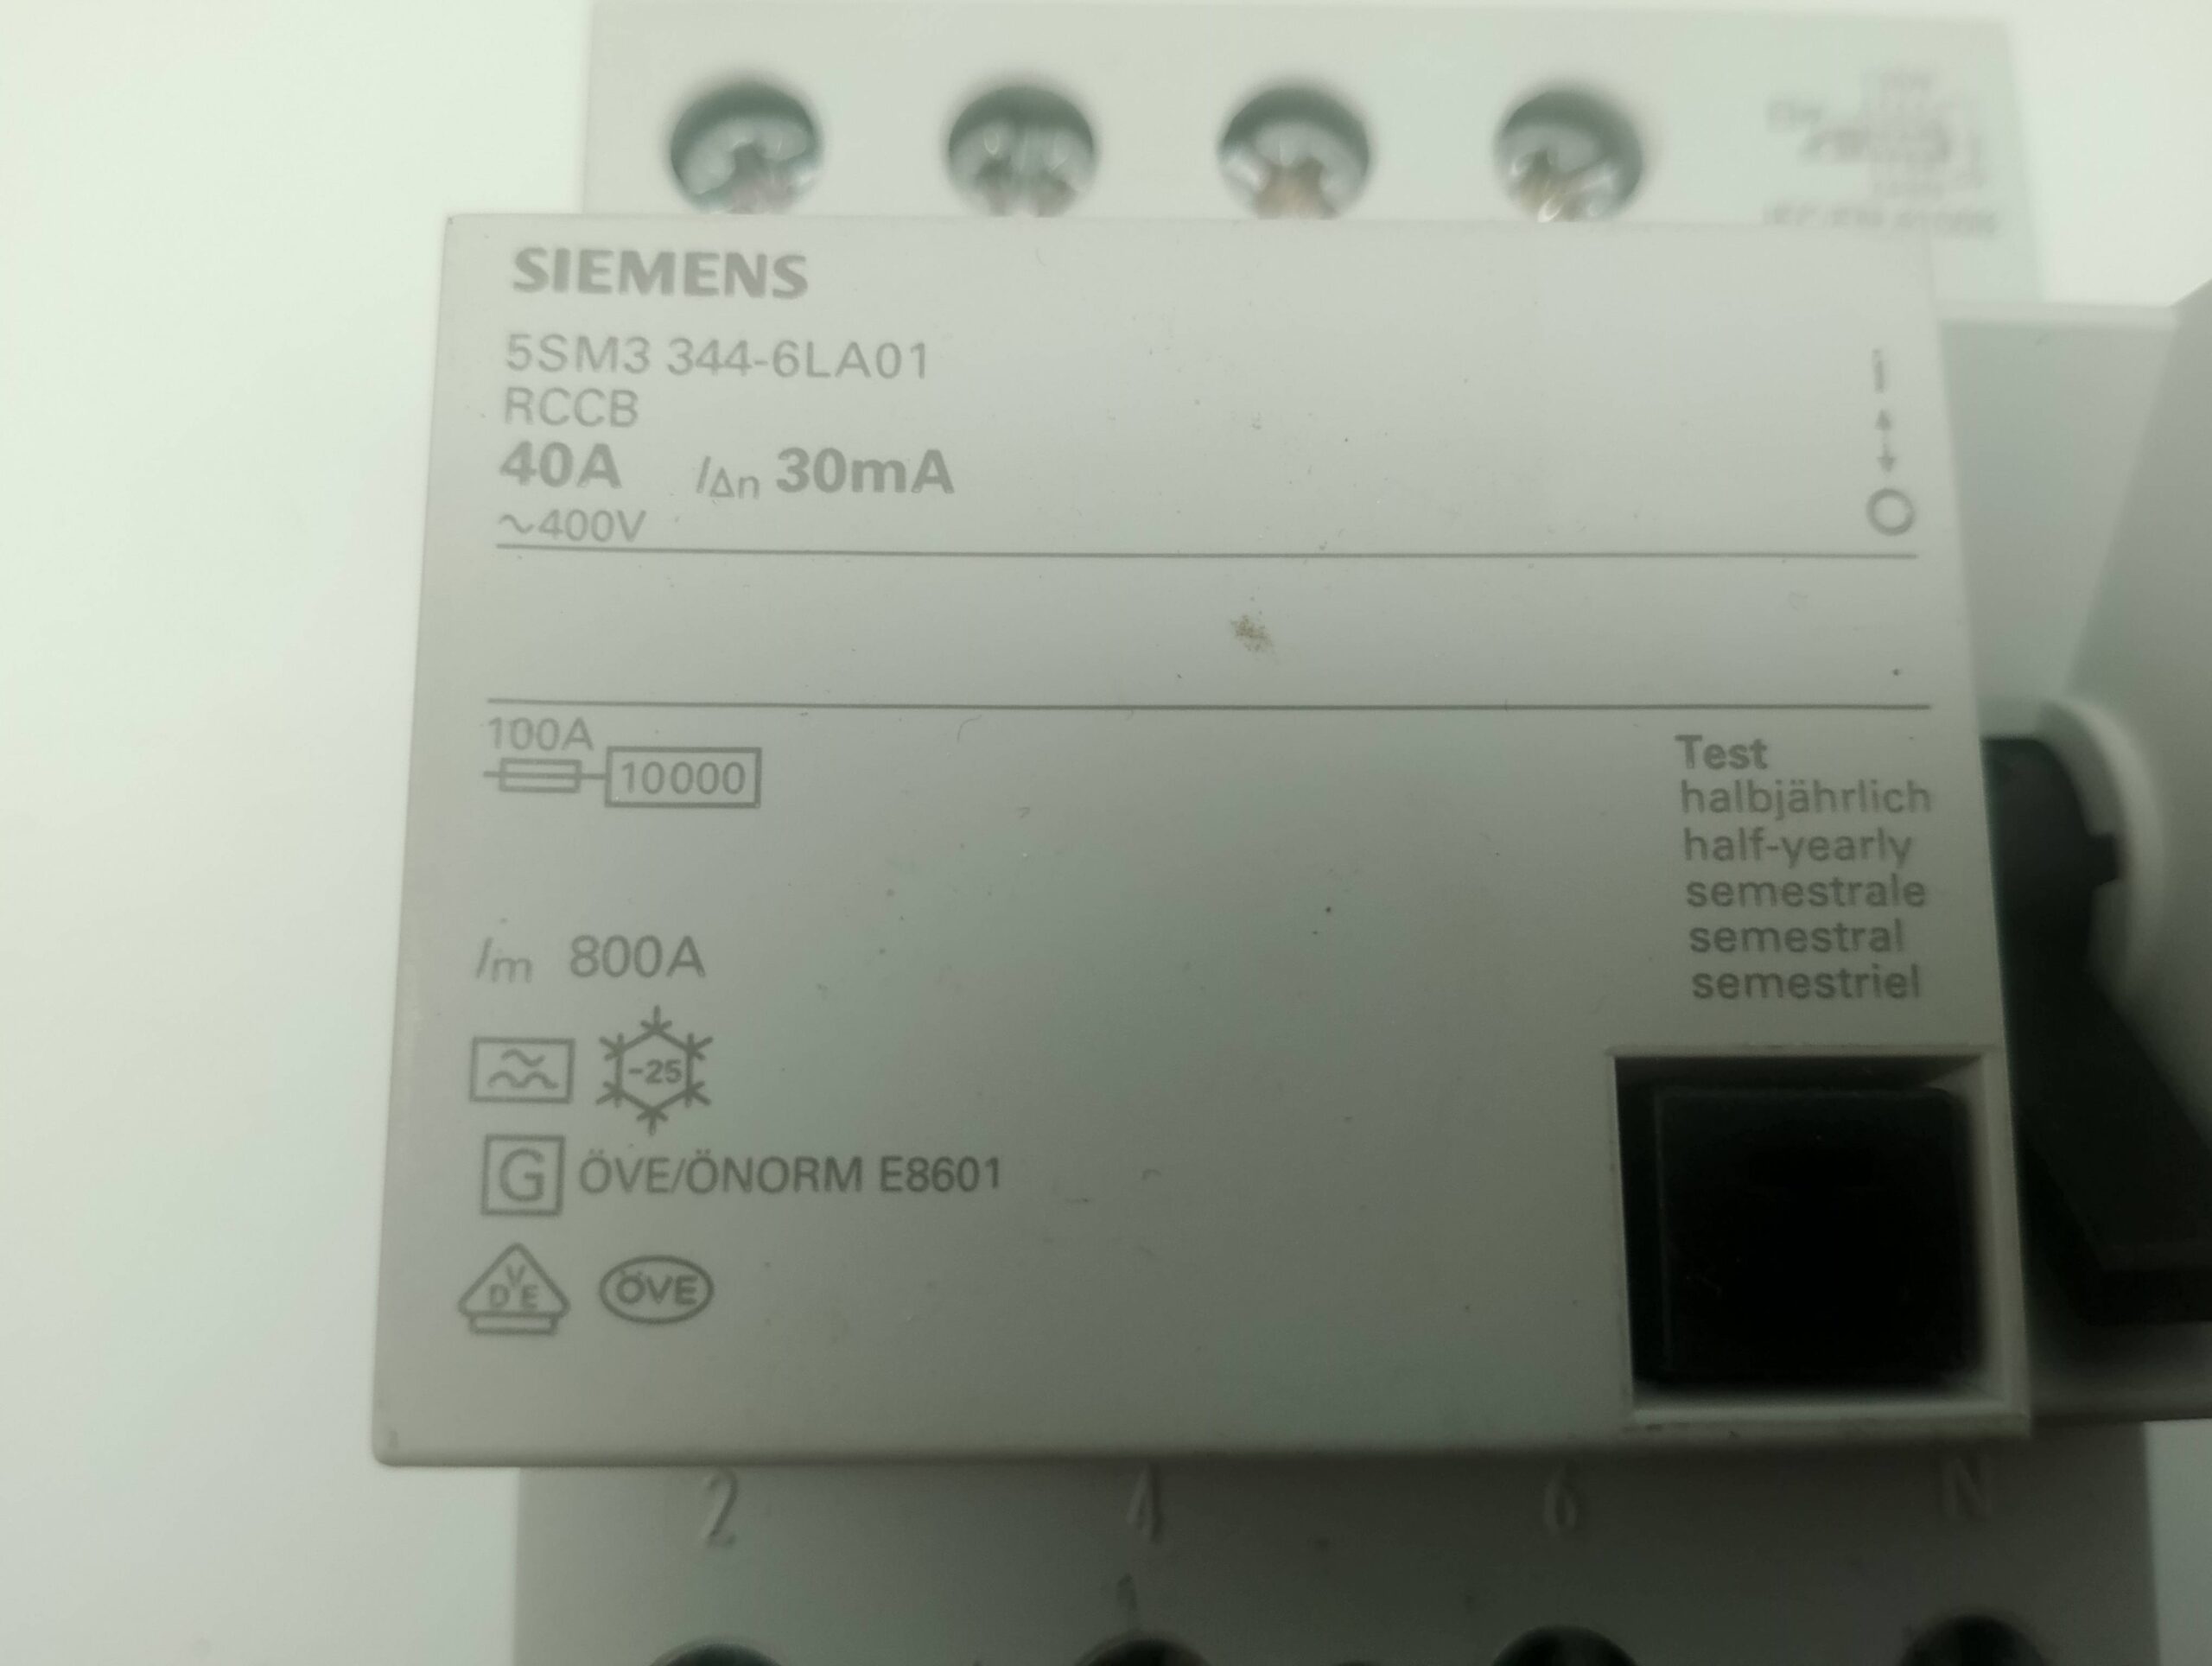 SIEMENS
5SM3 344-6LA01
RCCB
40A I∆n 30mA
~400V
I
O
100A
10000
Test
halbjährlich
half-yearly
semestrale
semestral
semestriel
Im 800A
-25
G ÖVE/ÖNORM E8601
DVE ÖVE
2 4 6 N